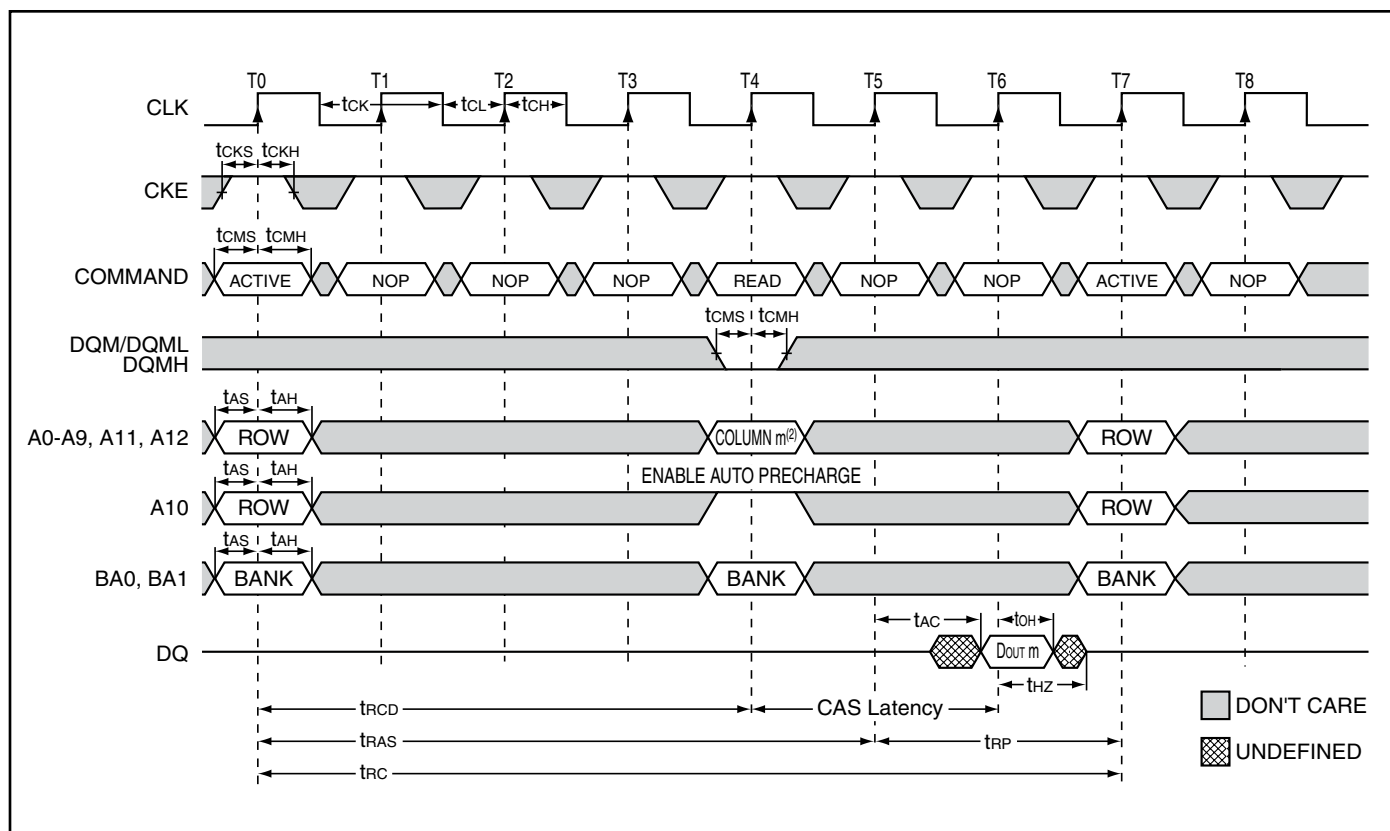 T0 T1 T2 T3 T4 T5 T6 T7 T8
CLK tCK tCL tCH
tCKS tCKH
CKE
tCMS tCMH
COMMAND ACTIVE NOP NOP NOP READ NOP NOP ACTIVE NOP
tCMS tCMH
DQM/DQML
DQMH
tAS tAH
A0-A9, A11, A12 ROW COLUMN m(2) ROW
tAS tAH ENABLE AUTO PRECHARGE
A10 ROW ROW
tAS tAH
BA0, BA1 BANK BANK BANK
tAC tOH
DQ DOUT m
tHZ
tRCD CAS Latency DON'T CARE
tRAS tRP UNDEFINED
tRC